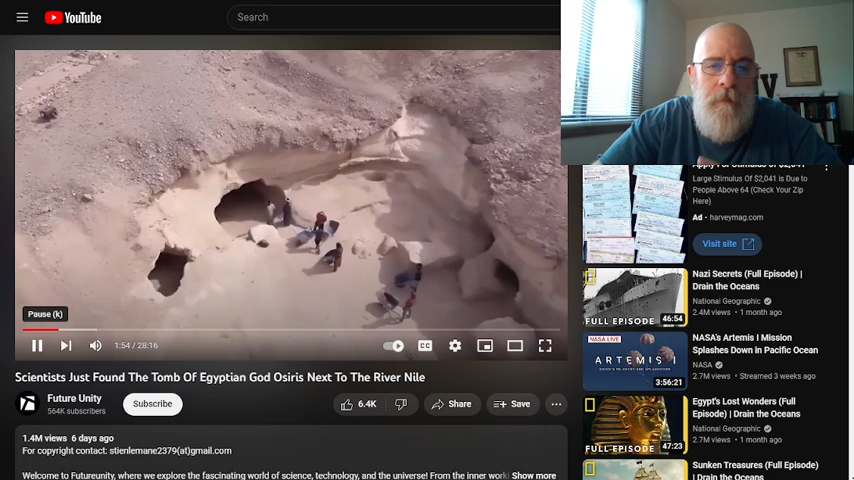 YouTube
Search
Pause (k)
1:54 / 28:16
CC
Scientists Just Found The Tomb Of Egyptian God Osiris Next To The River Nile
Future Unity
564K subscribers
Subscribe
6.4K
Share
Save
1.4M views 6 days ago
For copyright contact: stienlemane2379(at)gmail.com
Welcome to Futureunity, where we explore the fascinating world of science, technology, and the universe! From the inner work Show more
Apply For Stimulus Of $2,041
Large Stimulus Of $2,041 is Due to
People Above 64 (Check Your Zip
Here)
Ad · harveymag.com
Visit site
FULL EPISODE
46:54
Nazi Secrets (Full Episode) |
Drain the Oceans
National Geographic
2.4M views · 1 month ago
NASA LIVE
ARTEMIS I
3:56:21
NASA's Artemis I Mission
Splashes Down in Pacific Ocean
NASA
2.7M views · Streamed 3 weeks ago
FULL EPISODE
47:23
Egypt's Lost Wonders (Full
Episode) | Drain the Oceans
National Geographic
2.7M views · 1 month ago
Sunken Treasures (Full Episode)
| Drain the Oceans